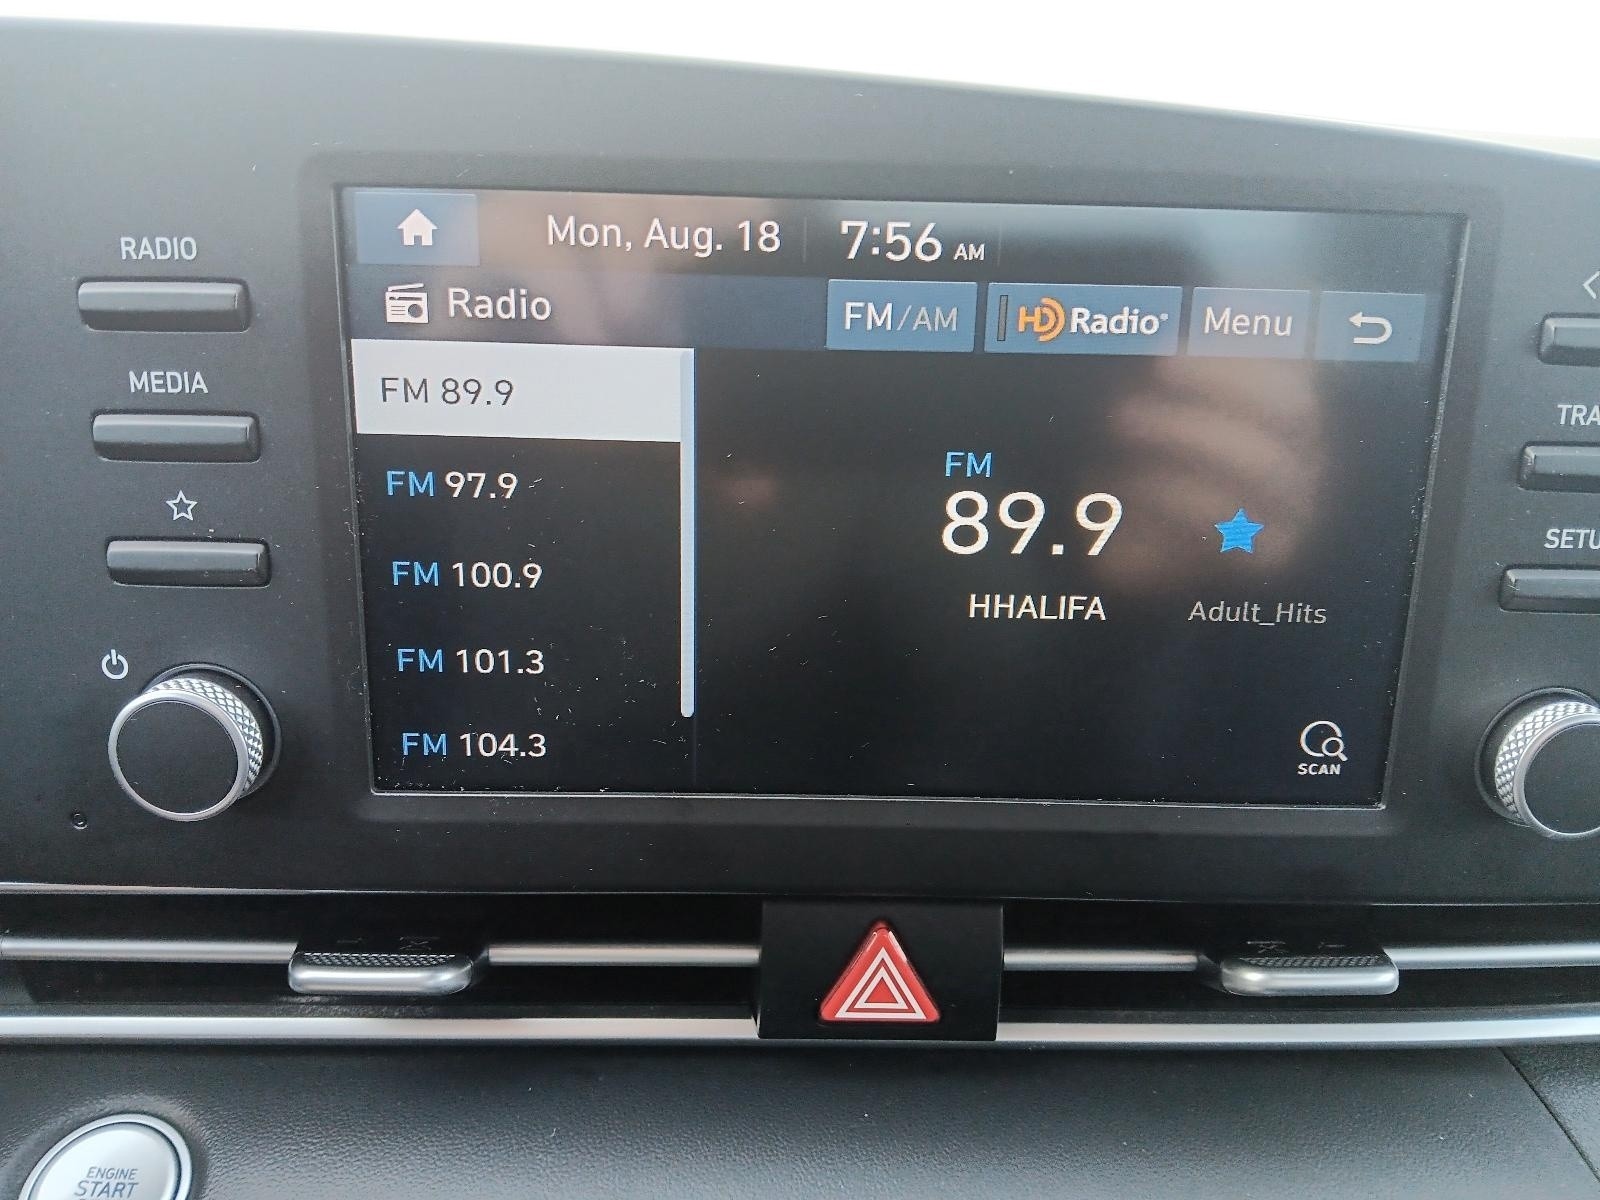 RADIO
MEDIA
Mon, Aug. 18 7:56 AM
Radio FM/AM HD Radio® Menu
FM 89.9
FM 97.9
FM 100.9
FM 101.3
FM 104.3
FM
89.9
HHALIFA Adult_Hits
SCAN
TRA
SETU
ENGINE
START